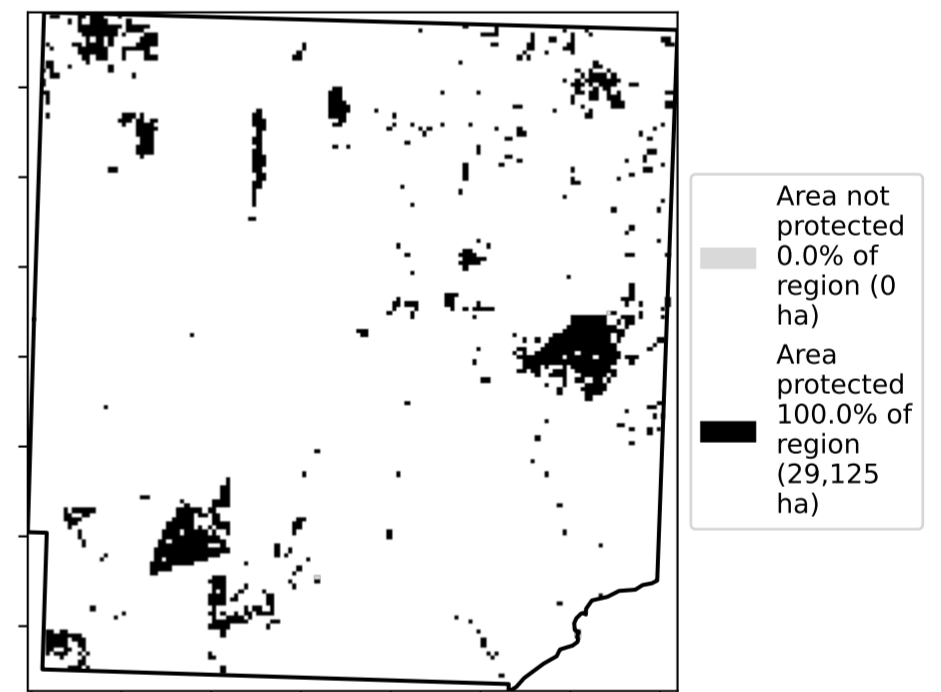 Area not
protected
0.0% of
region (0
ha)
Area
protected
100.0% of
region
(29,125
ha)